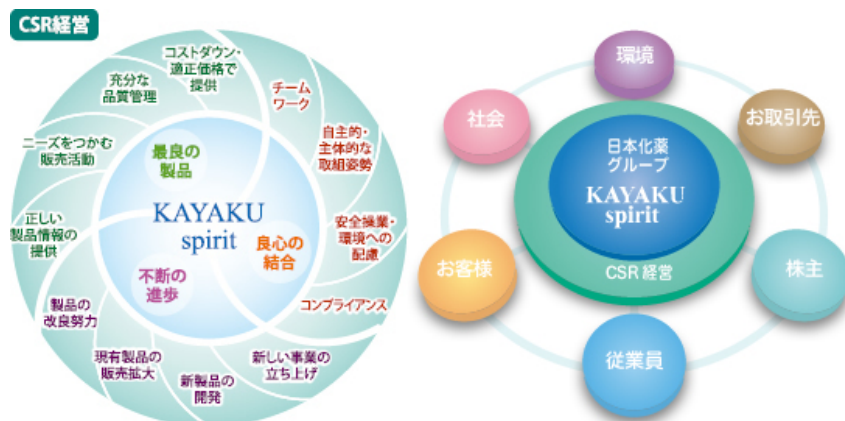 CSR経営
コストダウン・
適正価格で
提供
充分な
品質管理
ニーズをつかむ
販売活動
正しい
製品情報の
提供
チーム
ワーク
自主的・
主体的な
取組姿勢
安全操業・
環境への
配慮
コンプライアンス
製品の
改良努力
現有製品の
販売拡大
新製品の
開発
新しい事業の
立ち上げ
最良の
製品
KAYAKU
spirit
良心の
結合
不断の
進歩
環境
社会
お取引先
日本化薬
グループ
KAYAKU
spirit
CSR 経営
お客様
株主
従業員